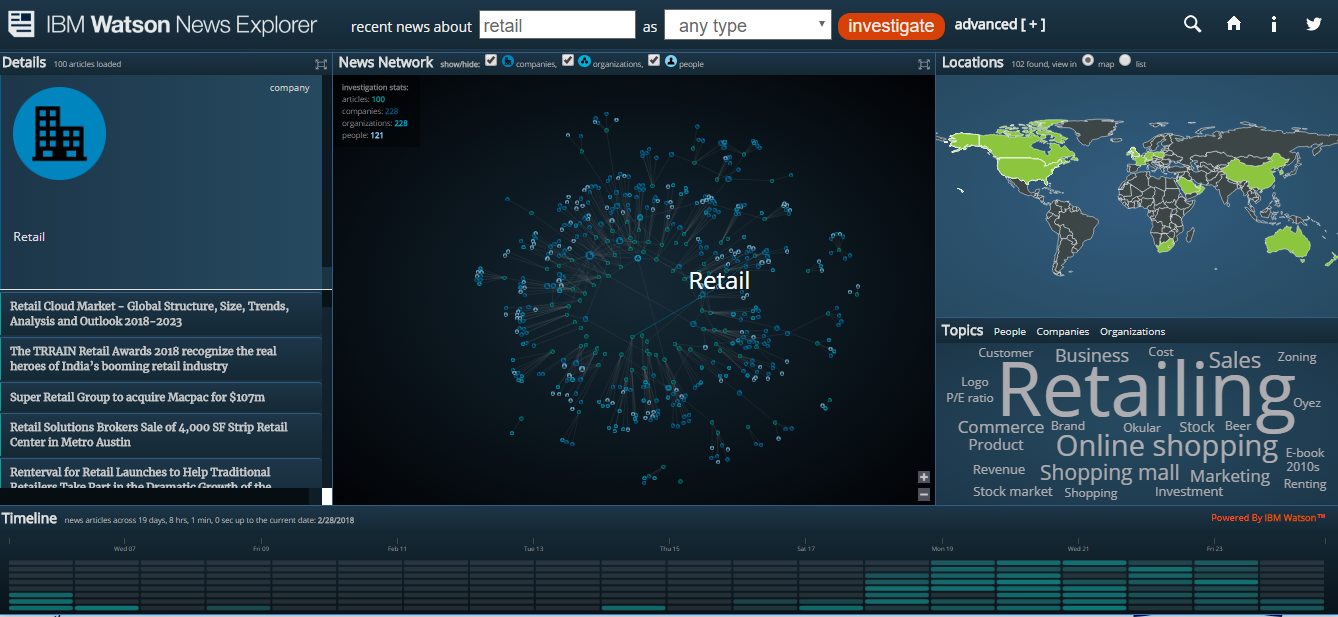 IBM Watson News Explorer
recent news about retail as any type investigate advanced [ + ]
Details 100 articles loaded
company
Retail
Retail Cloud Market – Global Structure, Size, Trends,
Analysis and Outlook 2018-2023
The TRRAIN Retail Awards 2018 recognize the real
heroes of India's booming retail industry
Super Retail Group to acquire Macpac for $107m
Retail Solutions Brokers Sale of 4,000 SF Strip Retail
Center in Metro Austin
Renterval for Retail Launches to Help Traditional
Retailers Take Part in the Dramatic Growth of the
News Network show/hide: companies, organizations, people
investigation stats:
articles: 100
companies: 228
organizations: 228
people: 121
Retail
Locations 102 found, view in map list
Topics People Companies Organizations
Customer Business Cost Sales Zoning
Logo
P/E ratio
Retailing
Oyez
Commerce Brand Okular Stock Beer
Product Online shopping E-book
2010s
Revenue Shopping mall Marketing Renting
Stock market Shopping Investment
Timeline news articles across 19 days, 8 hrs, 1 min, 0 sec up to the current date: 2/28/2018
Powered By IBM Watson™
Wed 07 Fri 09 Feb 11 Tue 13 Thu 15 Sat 17 Mon 19 Wed 21 Fri 23